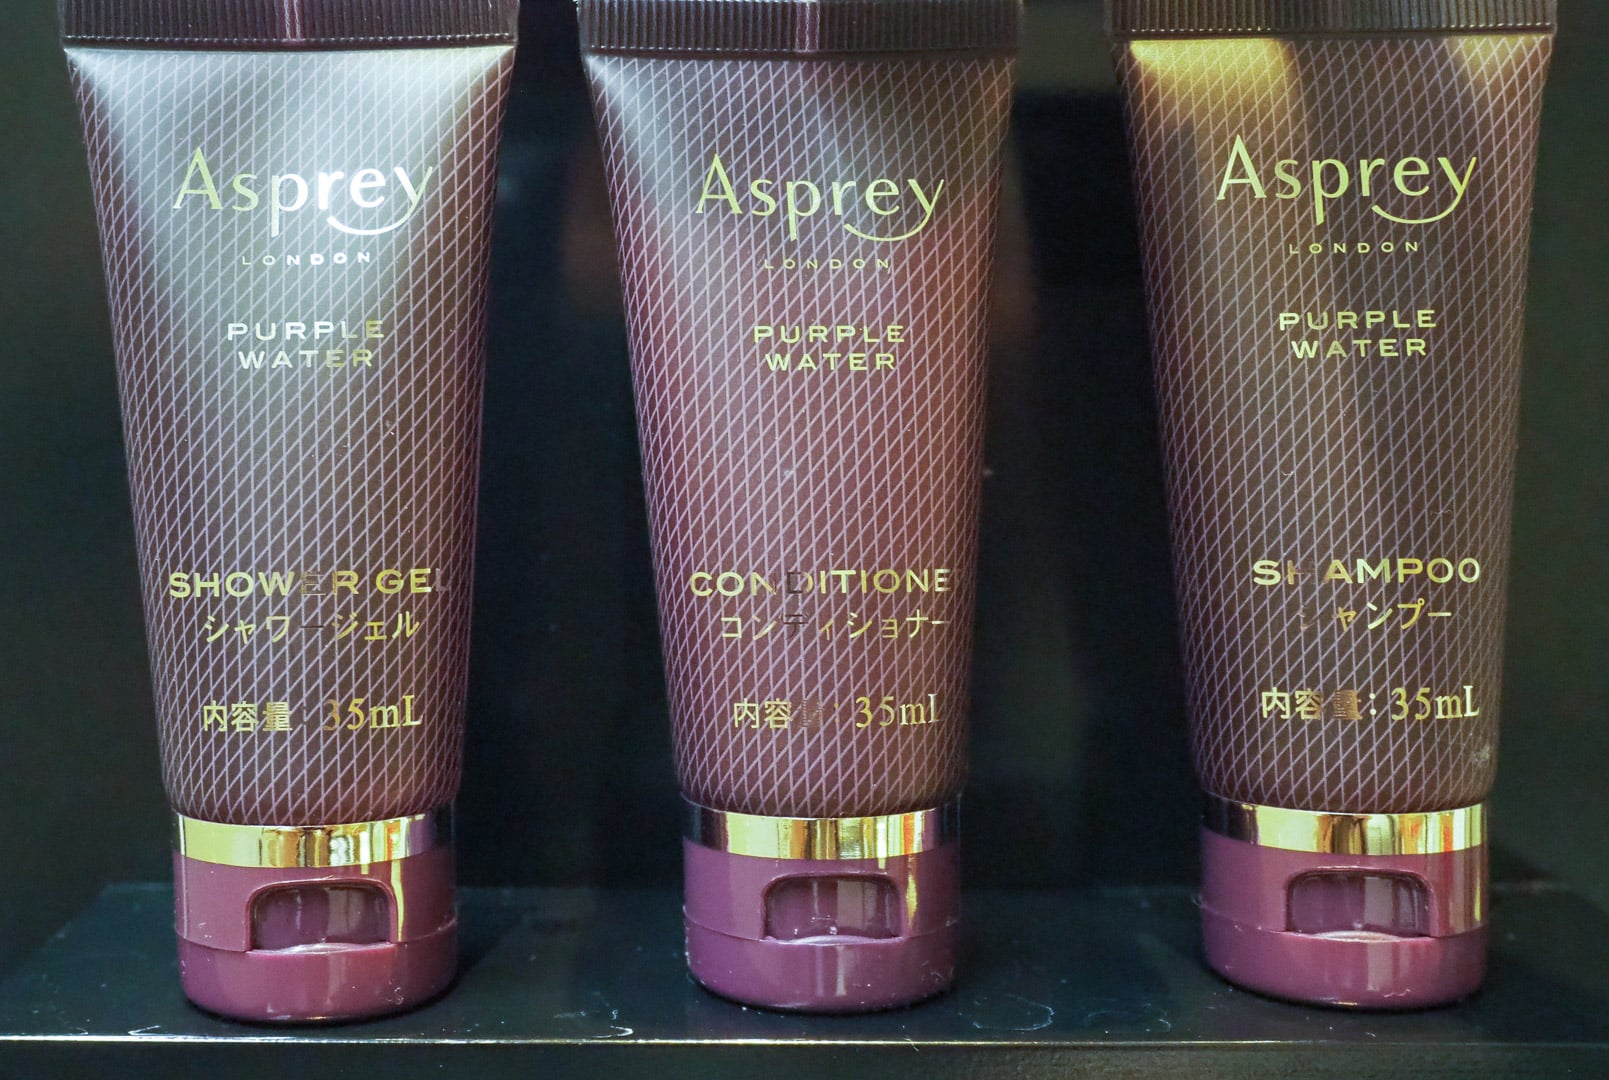 Asprey
LONDON
PURPLE
WATER
SHOWER GEL
シャワージェル
内容量：35mL
Asprey
LONDON
PURPLE
WATER
CONDITIONE
コンディショナー
内容量：35mL
Asprey
LONDON
PURPLE
WATER
SHAMPOO
シャンプー
内容量：35mL